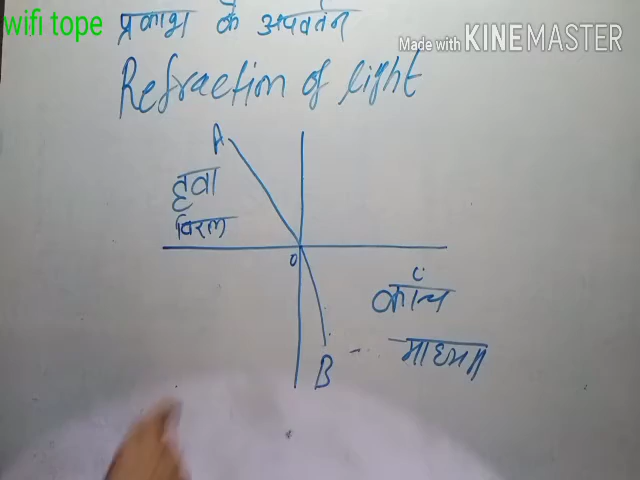 wifi tope
प्रकाश के अपवर्तन
Made with KINEMASTER
Refraction of light
A
हवा
विरल
O
काँच
माध्यम
B